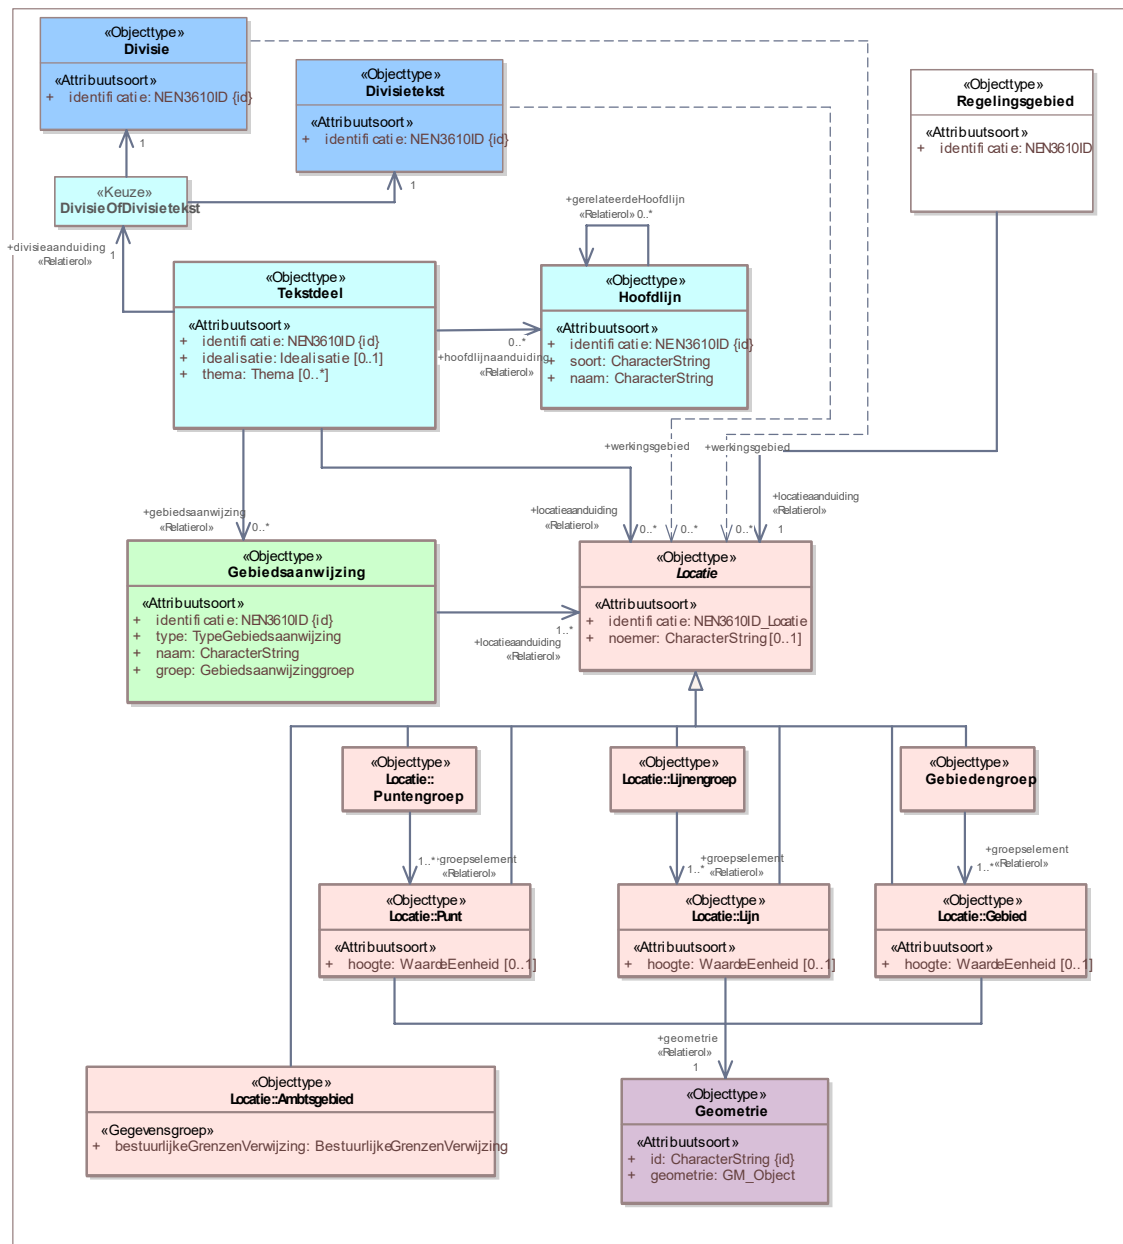 «Objecttype»
Divisie
«Attribuutsoort»
+ identificatie: NEN3610ID {id}
«Objecttype»
Divisietekst
«Attribuutsoort»
+ identificatie: NEN3610ID {id}
«Objecttype»
Regelingsgebied
«Attribuutsoort»
+ identificatie: NEN3610ID
1
1
«Keuze»
DivisieOfDivisietekst
+divisieaanduiding
1
«Relatierol»
+gerelateerdeHoofdlijn
«Relatierol» 0..*
«Objecttype»
Tekstdeel
«Attribuutsoort»
+ identificatie: NEN3610ID {id}
+ idealisatie: Idealisatie [0..1]
+ thema: Thema [0..*]
0..*
+hoofdlijnaanduiding
«Relatierol»
«Objecttype»
Hoofdlijn
«Attribuutsoort»
+ identificatie: NEN3610ID {id}
+ soort: CharacterString
+ naam: CharacterString
+werkingsgebied
+werkingsgebied
+gebiedsaanwijzing
«Relatierol»
0..*
+locatieaanduiding
«Relatierol»
0..*
0..*
0..*
+locatieaanduiding
«Relatierol»
1
«Objecttype»
Gebiedsaanwijzing
«Attribuutsoort»
+ identificatie: NEN3610ID {id}
+ type: TypeGebiedsaanwijzing
+ naam: CharacterString
+ groep: Gebiedsaanwijzinggroep
1..*
+locatieaanduiding
«Relatierol»
«Objecttype»
Locatie
«Attribuutsoort»
+ identificatie: NEN3610ID_Locatie
+ noemer: CharacterString [0..1]
«Objecttype»
Locatie::
Puntengroep
«Objecttype»
Locatie::Lijnengroep
«Objecttype»
Gebiedengroep
1..*
+groepselement
«Relatierol»
1..*
+groepselement
«Relatierol»
1..*
+groepselement
«Relatierol»
«Objecttype»
Locatie::Punt
«Attribuutsoort»
+ hoogte: WaardeEenheid [0..1]
«Objecttype»
Locatie::Lijn
«Attribuutsoort»
+ hoogte: WaardeEenheid [0..1]
«Objecttype»
Locatie::Gebied
«Attribuutsoort»
+ hoogte: WaardeEenheid [0..1]
+geometrie
«Relatierol»
1
«Objecttype»
Locatie::Ambtsgebied
«Gegevensgroep»
+ bestuurlijkeGrenzenVerwijzing: BestuurlijkeGrenzenVerwijzing
«Objecttype»
Geometrie
«Attribuutsoort»
+ id: CharacterString {id}
+ geometrie: GM_Object